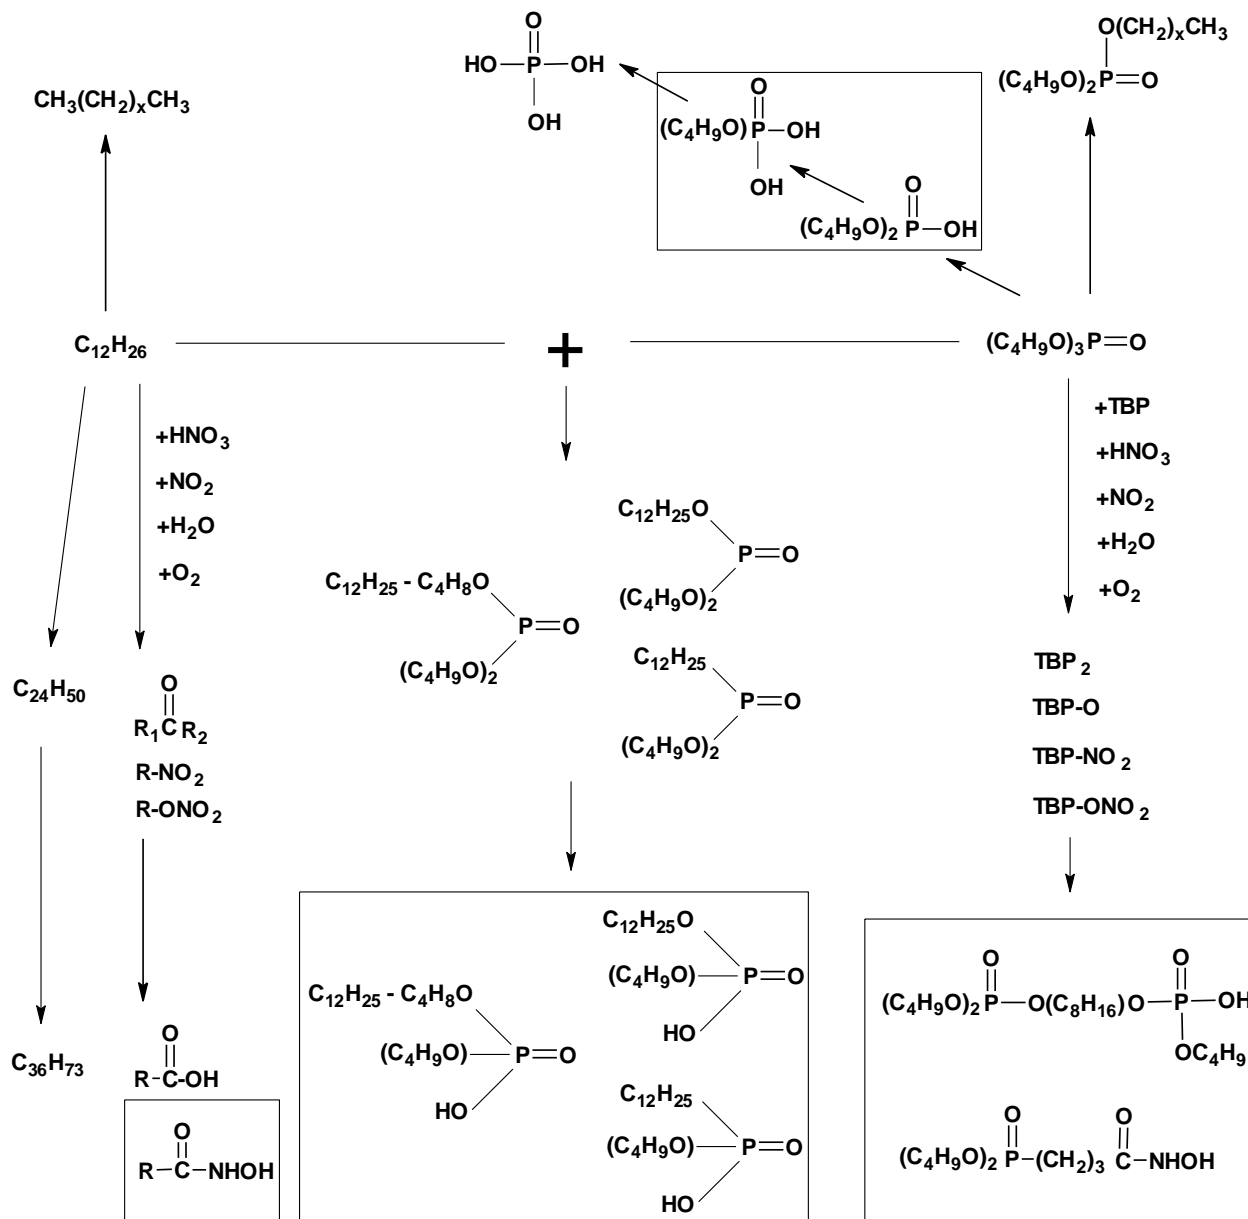 O
HO P OH
OH
O(CH2)xCH3
(C4H9O)2P O
CH3(CH2)xCH3
O
(C4H9O)P OH
OH
O
(C4H9O)2 P OH
C12H26
+
(C4H9O)3P O
+HNO3
+NO2
+H2O
+O2
+TBP
+HNO3
+NO2
+H2O
+O2
C12H25O
P O
(C4H9O)2
C12H25 - C4H8O
P O
(C4H9O)2
C12H25
P O
(C4H9O)2
C24H50
O
R1CR2
R-NO2
R-ONO2
TBP2
TBP-O
TBP-NO2
TBP-ONO2
C36H73
O
R C-OH
O
R C NHOH
C12H25O
(C4H9O) P O
HO
C12H25 - C4H8O
(C4H9O) P O
HO
C12H25
(C4H9O) P O
HO
O O
(C4H9O)2P O(C8H16)O P OH
OC4H9
O O
(C4H9O)2 P (CH2)3 C NHOH